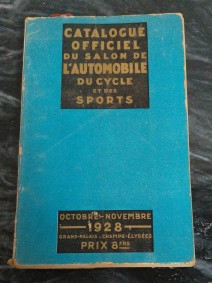 CATALOGUE
OFFICIEL
DU SALON DE
L'AUTOMOBILE
DU CYCLE
ET DES
SPORTS
OCTOBRE-NOVEMBRE
1928
GRAND-PALAIS-CHAMPS-ÉLYSÉES
PRIX 8 FRS